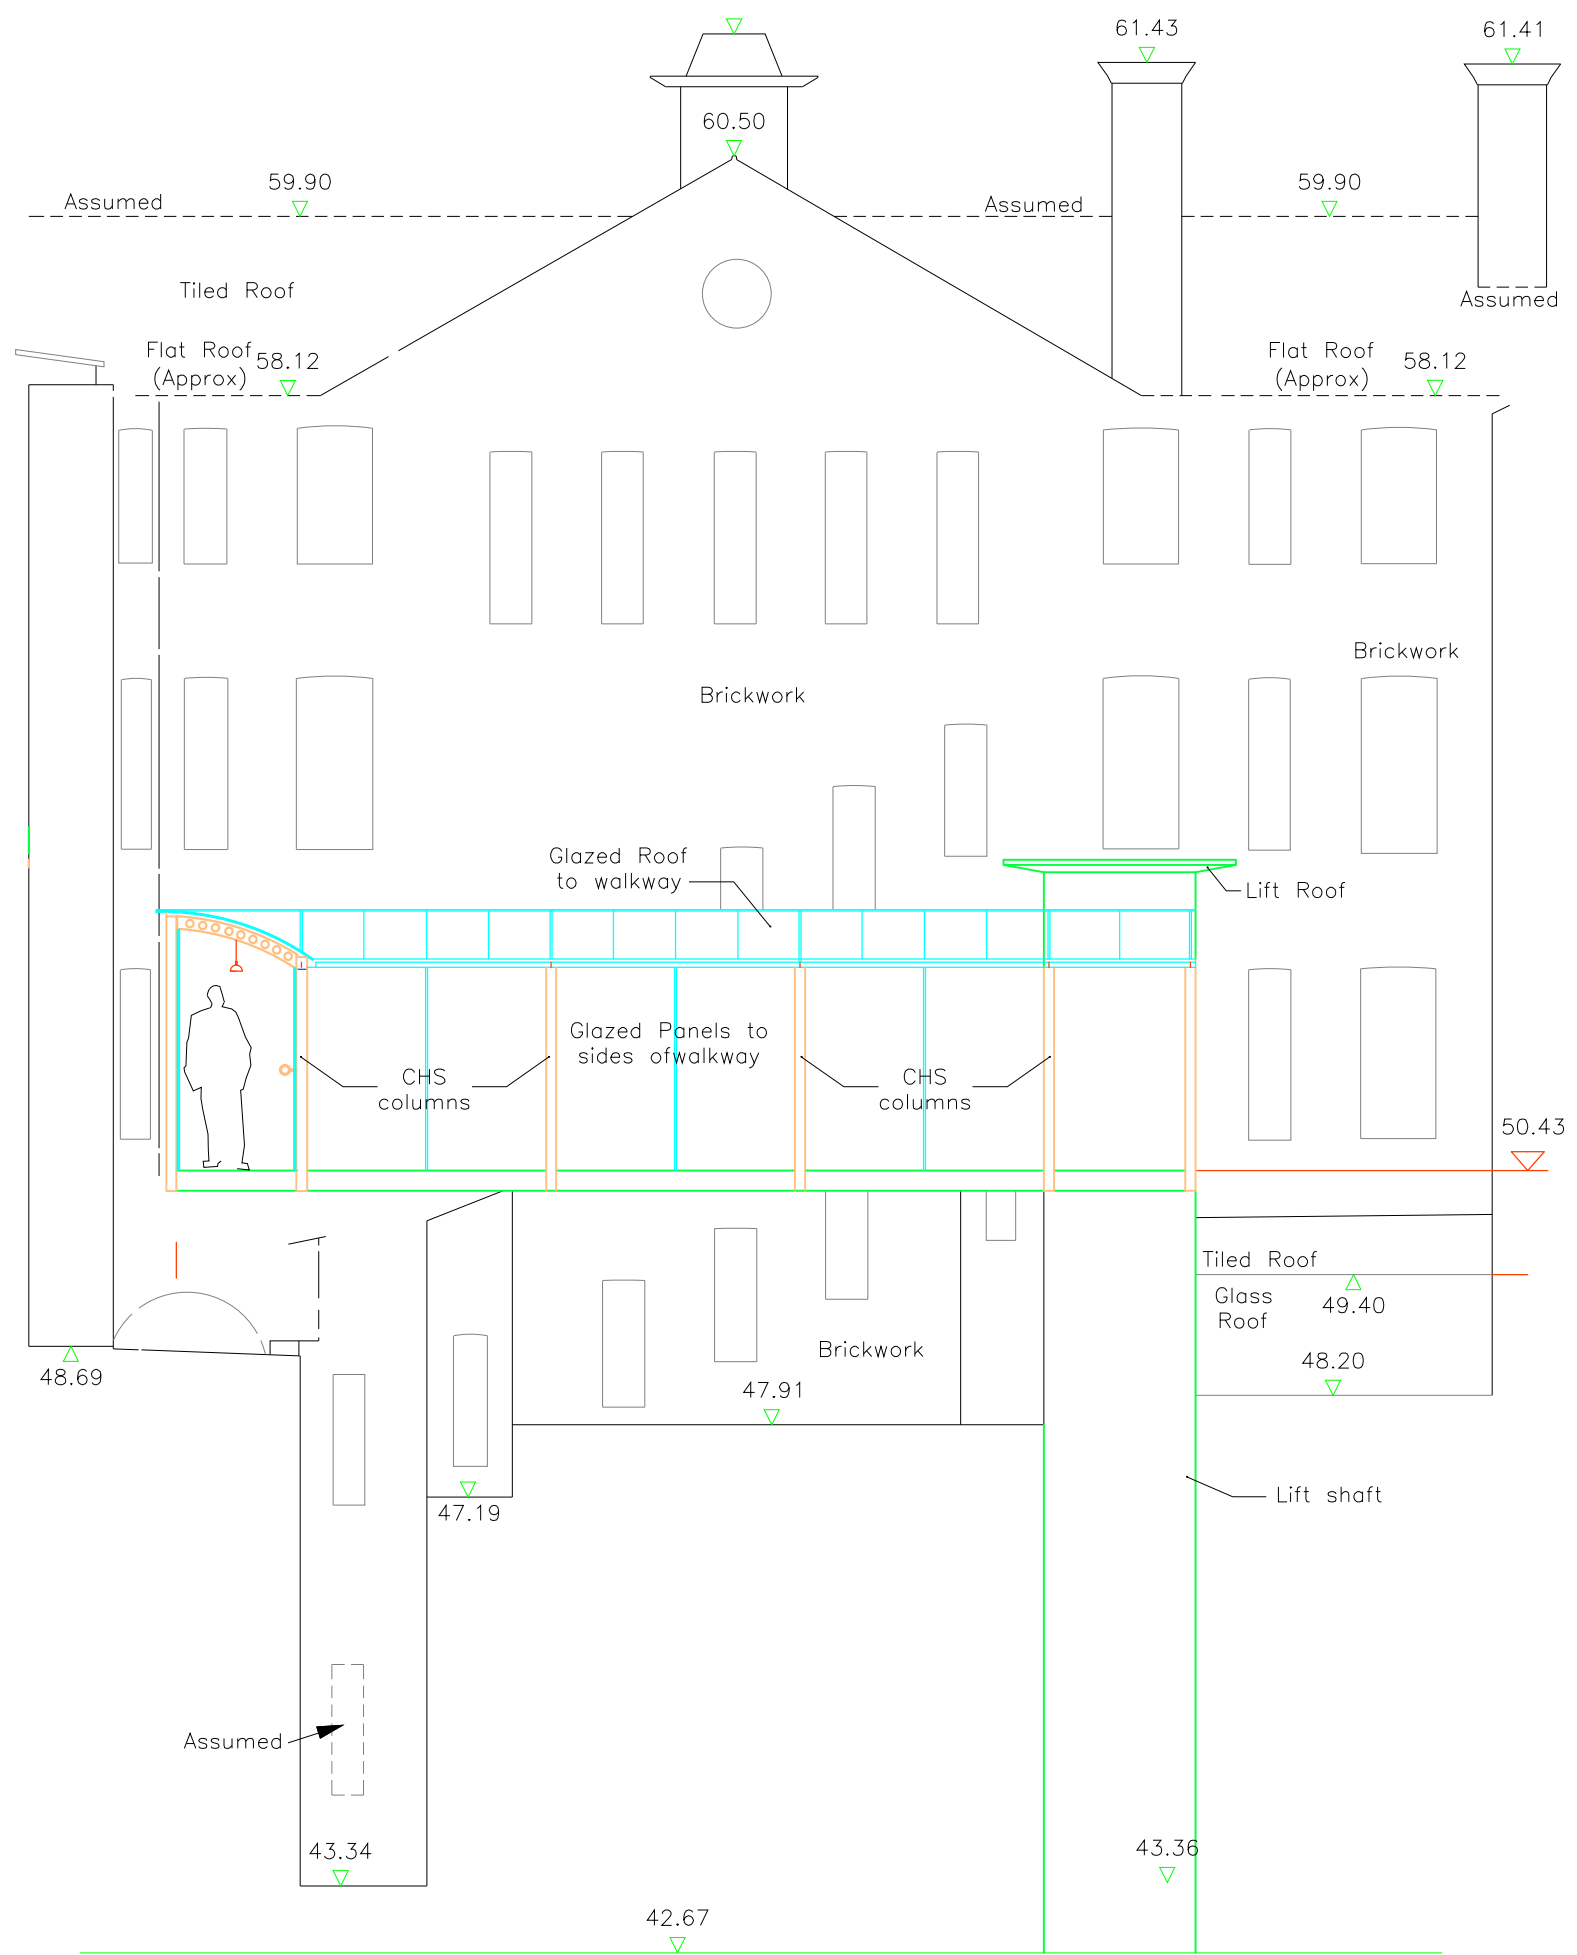 61.43
61.41
60.50
59.90
Assumed
Assumed
59.90
Tiled Roof
Assumed
Flat Roof
(Approx)
58.12
Flat Roof
(Approx)
58.12
Brickwork
Brickwork
Glazed Roof
to walkway
Lift Roof
Glazed Panels to
sides ofwalkway
CHS
columns
CHS
columns
50.43
Tiled Roof
Glass
Roof
49.40
Brickwork
48.20
48.69
47.91
47.19
Lift shaft
Assumed
43.34
43.36
42.67